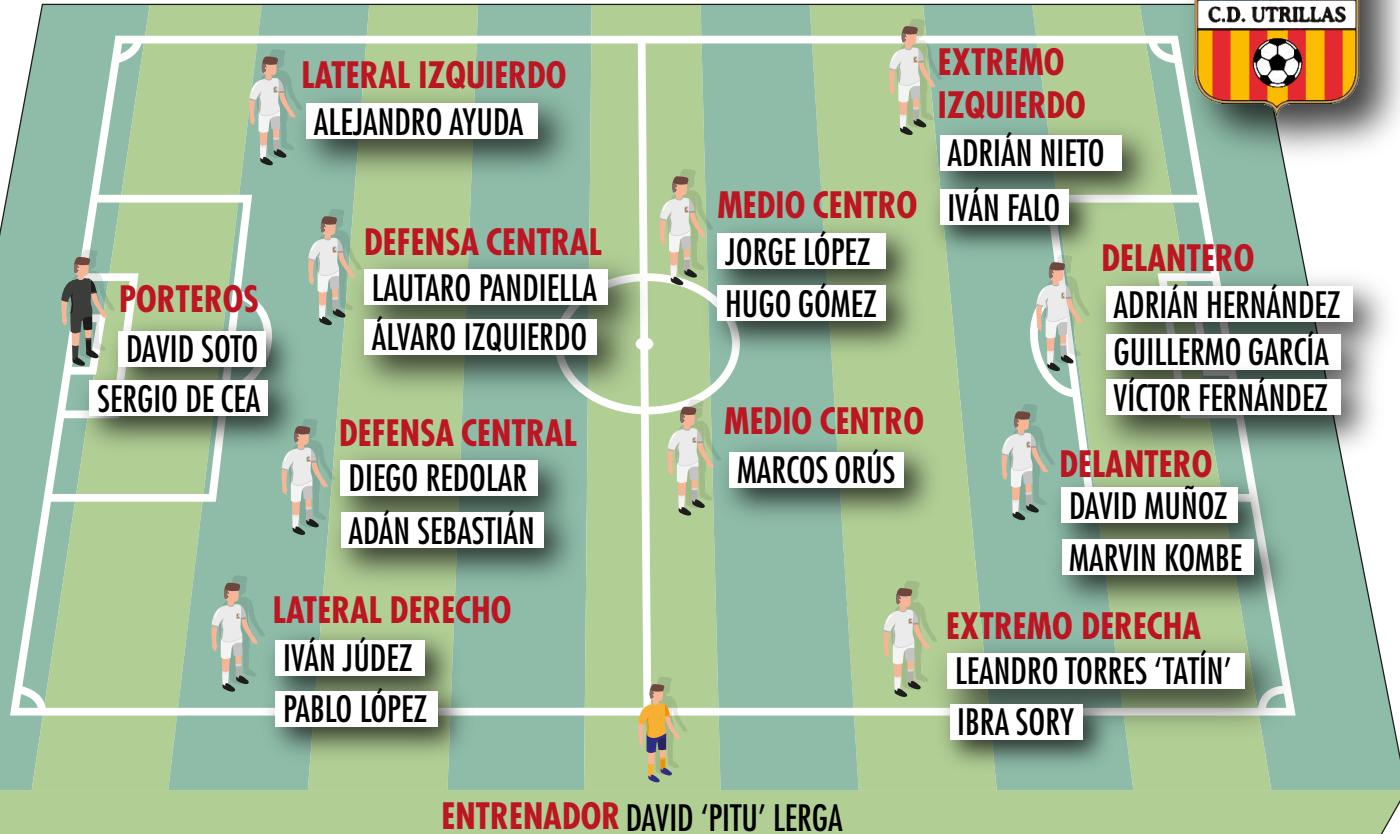 C.D. UTRILLAS
LATERAL IZQUIERDO
ALEJANDRO AYUDA
EXTREMO
IZQUIERDO
ADRIÁN NIETO
IVÁN FALO
MEDIO CENTRO
JORGE LÓPEZ
HUGO GÓMEZ
DEFENSA CENTRAL
LAUTARO PANDIELLA
ÁLVARO IZQUIERDO
DELANTERO
ADRIÁN HERNÁNDEZ
GUILLERMO GARCÍA
VÍCTOR FERNÁNDEZ
PORTEROS
DAVID SOTO
SERGIO DE CEA
DEFENSA CENTRAL
DIEGO REDOLAR
ADÁN SEBASTIÁN
MEDIO CENTRO
MARCOS ORÚS
DELANTERO
DAVID MUÑOZ
MARVIN KOMBE
LATERAL DERECHO
IVÁN JÚDEZ
PABLO LÓPEZ
EXTREMO DERECHA
LEANDRO TORRES ‘TATÍN’
IBRA SORY
ENTRENADOR DAVID ‘PITU’ LERGA